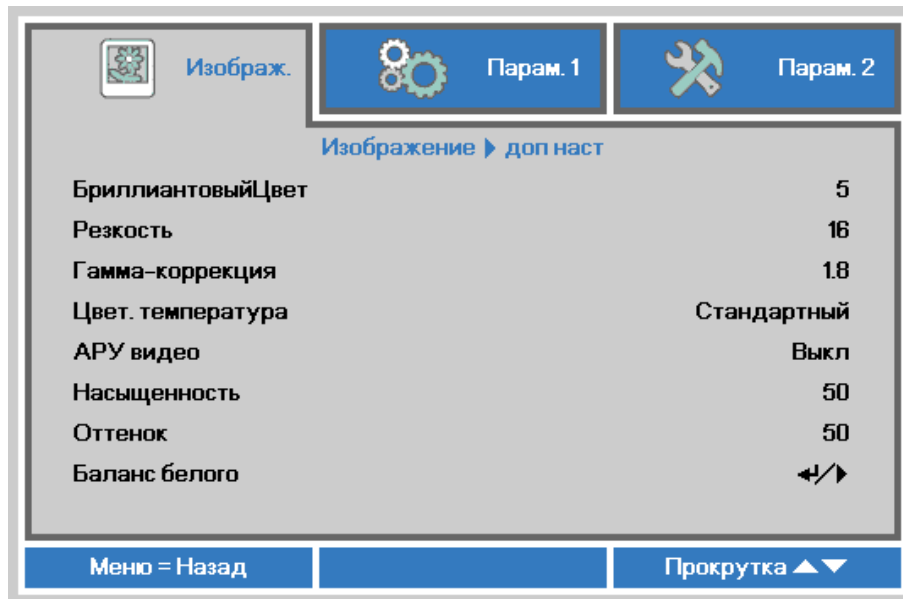 Изображ.
Парам. 1
Парам. 2
Изображение ▶ доп наст
БриллиантовыйЦвет 5
Резкость 16
Гамма-коррекция 1.8
Цвет. температура Стандартный
АРУ видео Выкл
Насыщенность 50
Оттенок 50
Баланс белого ↵/▶
Меню = Назад
Прокрутка ▲▼